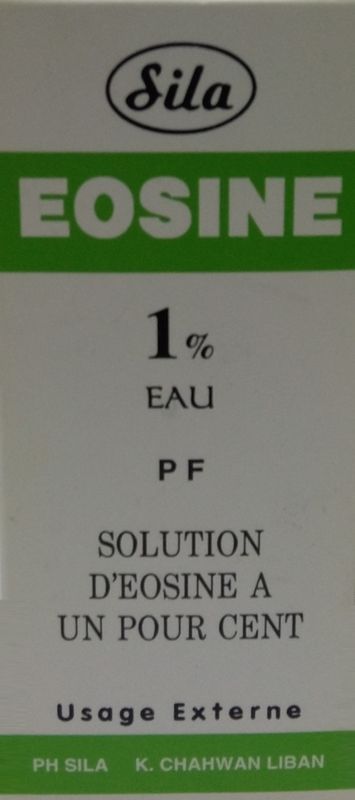 Sila
EOSINE
1%
EAU
PF
SOLUTION
D'EOSINE A
UN POUR CENT
Usage Externe
PH SILA K. CHAHWAN LIBAN